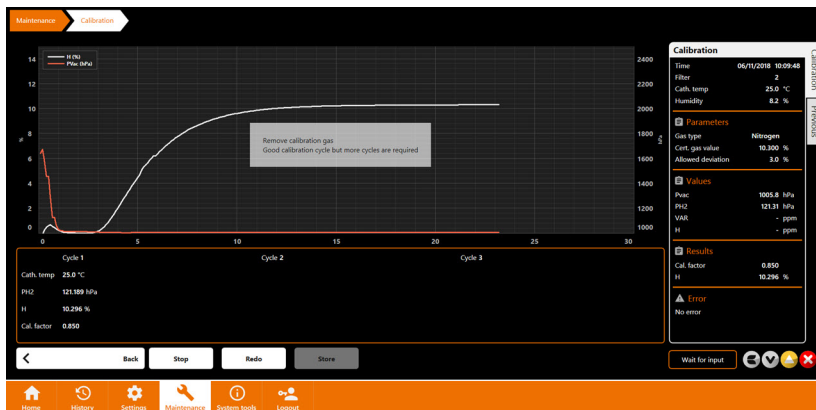 Maintenance
Calibration
H (%)
PVac (hPa)
14
12
10
8
6
4
2
0
%
2400
2200
2000
1800
1600
1400
1200
1000
hPa
0
5
10
15
20
25
30
Remove calibration gas
Good calibration cycle but more cycles are required
Cycle 1
Cycle 2
Cycle 3
Cath. temp 25.0 °C
PH2 121.189 hPa
H 10.296 %
Cal. factor 0.850
Back
Stop
Redo
Store
Calibration
Time 06/11/2018 10:09:48
Filter 2
Cath. temp 25.0 °C
Humidity 8.2 %
Parameters
Gas type Nitrogen
Cert. gas value 10.300 %
Allowed deviation 3.0 %
Values
Pvac 1005.8 hPa
PH2 121.31 hPa
VAR - ppm
H - ppm
Results
Cal. factor 0.850
H 10.296 %
Error
No error
Calibration
Previous
Wait for input
Home
History
Settings
Maintenance
System tools
Logout